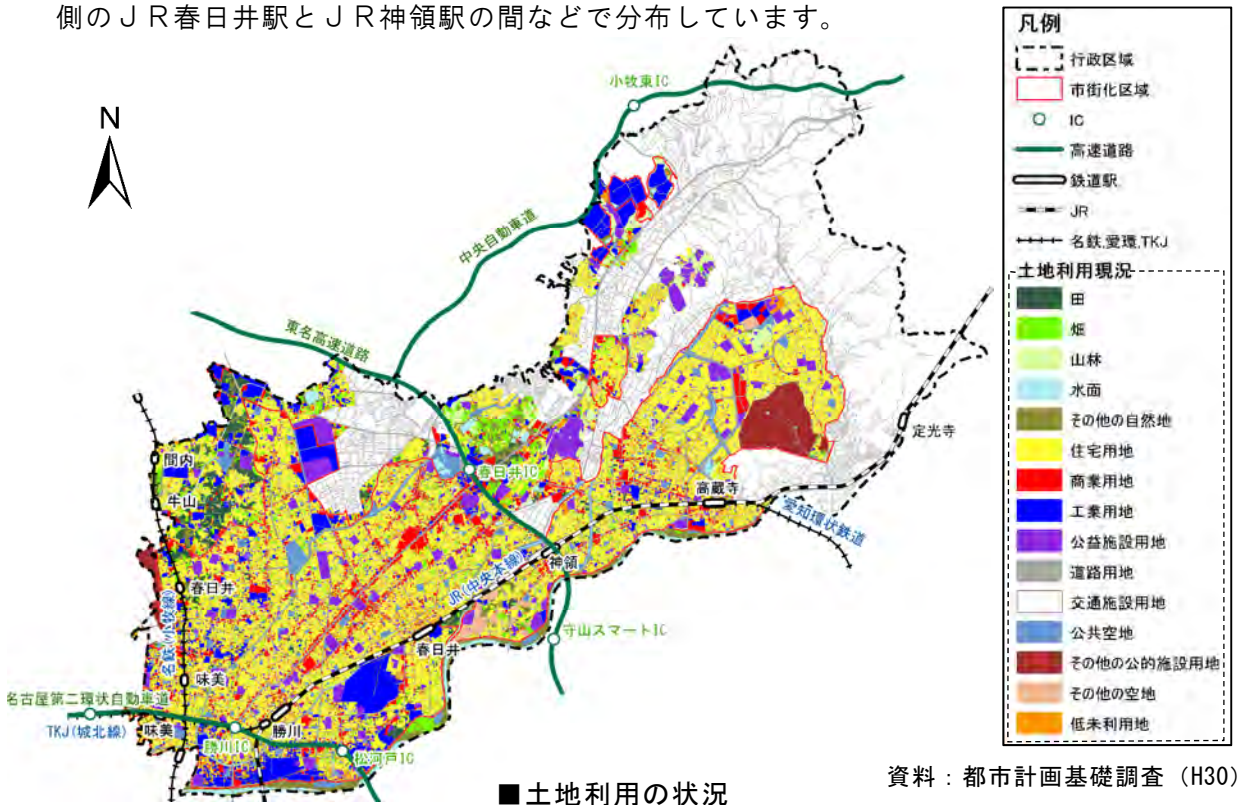 側のＪＲ春日井駅とＪＲ神領駅の間などで分布しています。
N
小牧東IC
中央自動車道
東名高速道路
間内
牛山
春日井IC
定光寺
高蔵寺
愛知環状鉄道
神領
JR(中央本線)
春日井
名鉄(小牧線)
春日井
守山スマートIC
味美
名古屋第二環状自動車道
TKJ(城北線)
味美
勝川IC
勝川
松河戸IC
凡例
行政区域
市街化区域
IC
高速道路
鉄道駅
JR
名鉄,愛環,TKJ
土地利用現況
田
畑
山林
水面
その他の自然地
住宅用地
商業用地
工業用地
公益施設用地
道路用地
交通施設用地
公共空地
その他の公的施設用地
その他の空地
低未利用地
■土地利用の状況
資料：都市計画基礎調査（H30）